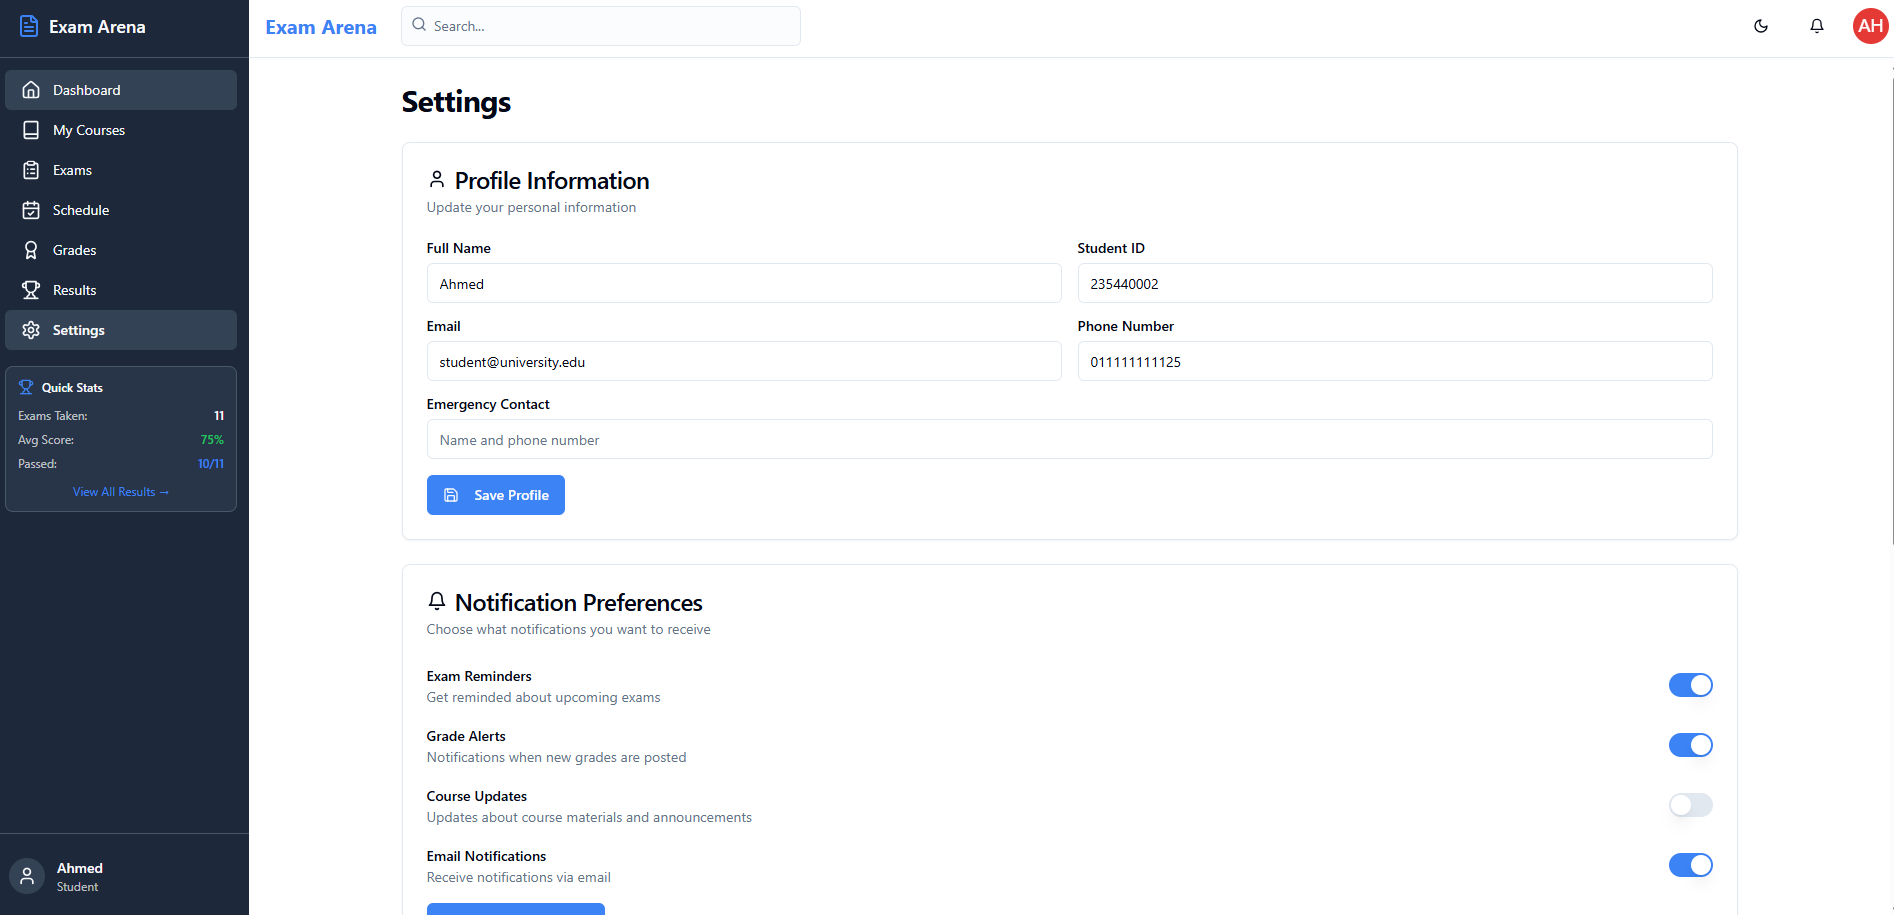 Exam Arena
Dashboard
My Courses
Exams
Schedule
Grades
Results
Settings
Quick Stats
Exams Taken: 11
Avg Score: 75%
Passed: 10/11
View All Results →
Ahmed
Student
Exam Arena
Search...
AH
Settings
Profile Information
Update your personal information
Full Name
Ahmed
Student ID
235440002
Email
student@university.edu
Phone Number
011111111125
Emergency Contact
Name and phone number
Save Profile
Notification Preferences
Choose what notifications you want to receive
Exam Reminders
Get reminded about upcoming exams
Grade Alerts
Notifications when new grades are posted
Course Updates
Updates about course materials and announcements
Email Notifications
Receive notifications via email